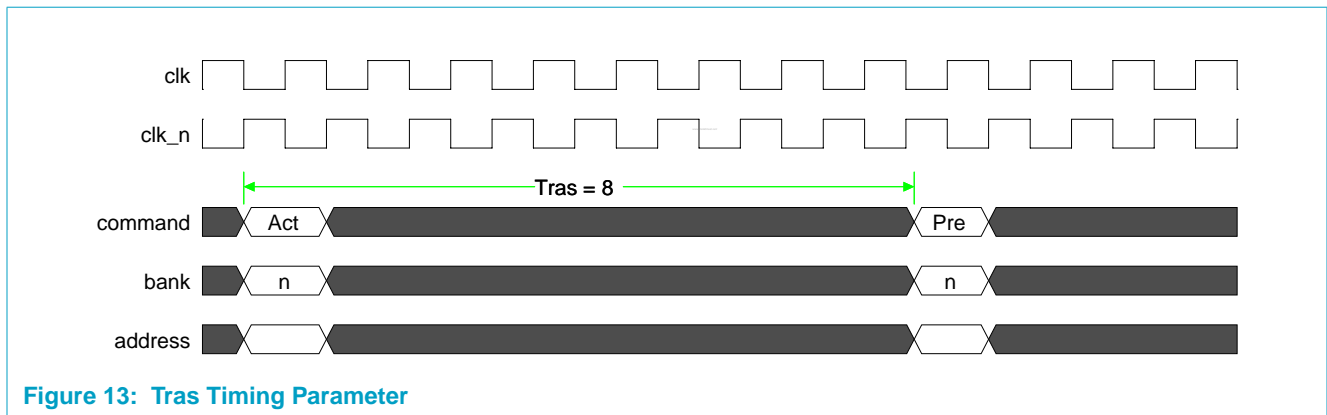 clk
clk_n
Tras = 8
command Act Pre
bank n n
address
Figure 13: Tras Timing Parameter